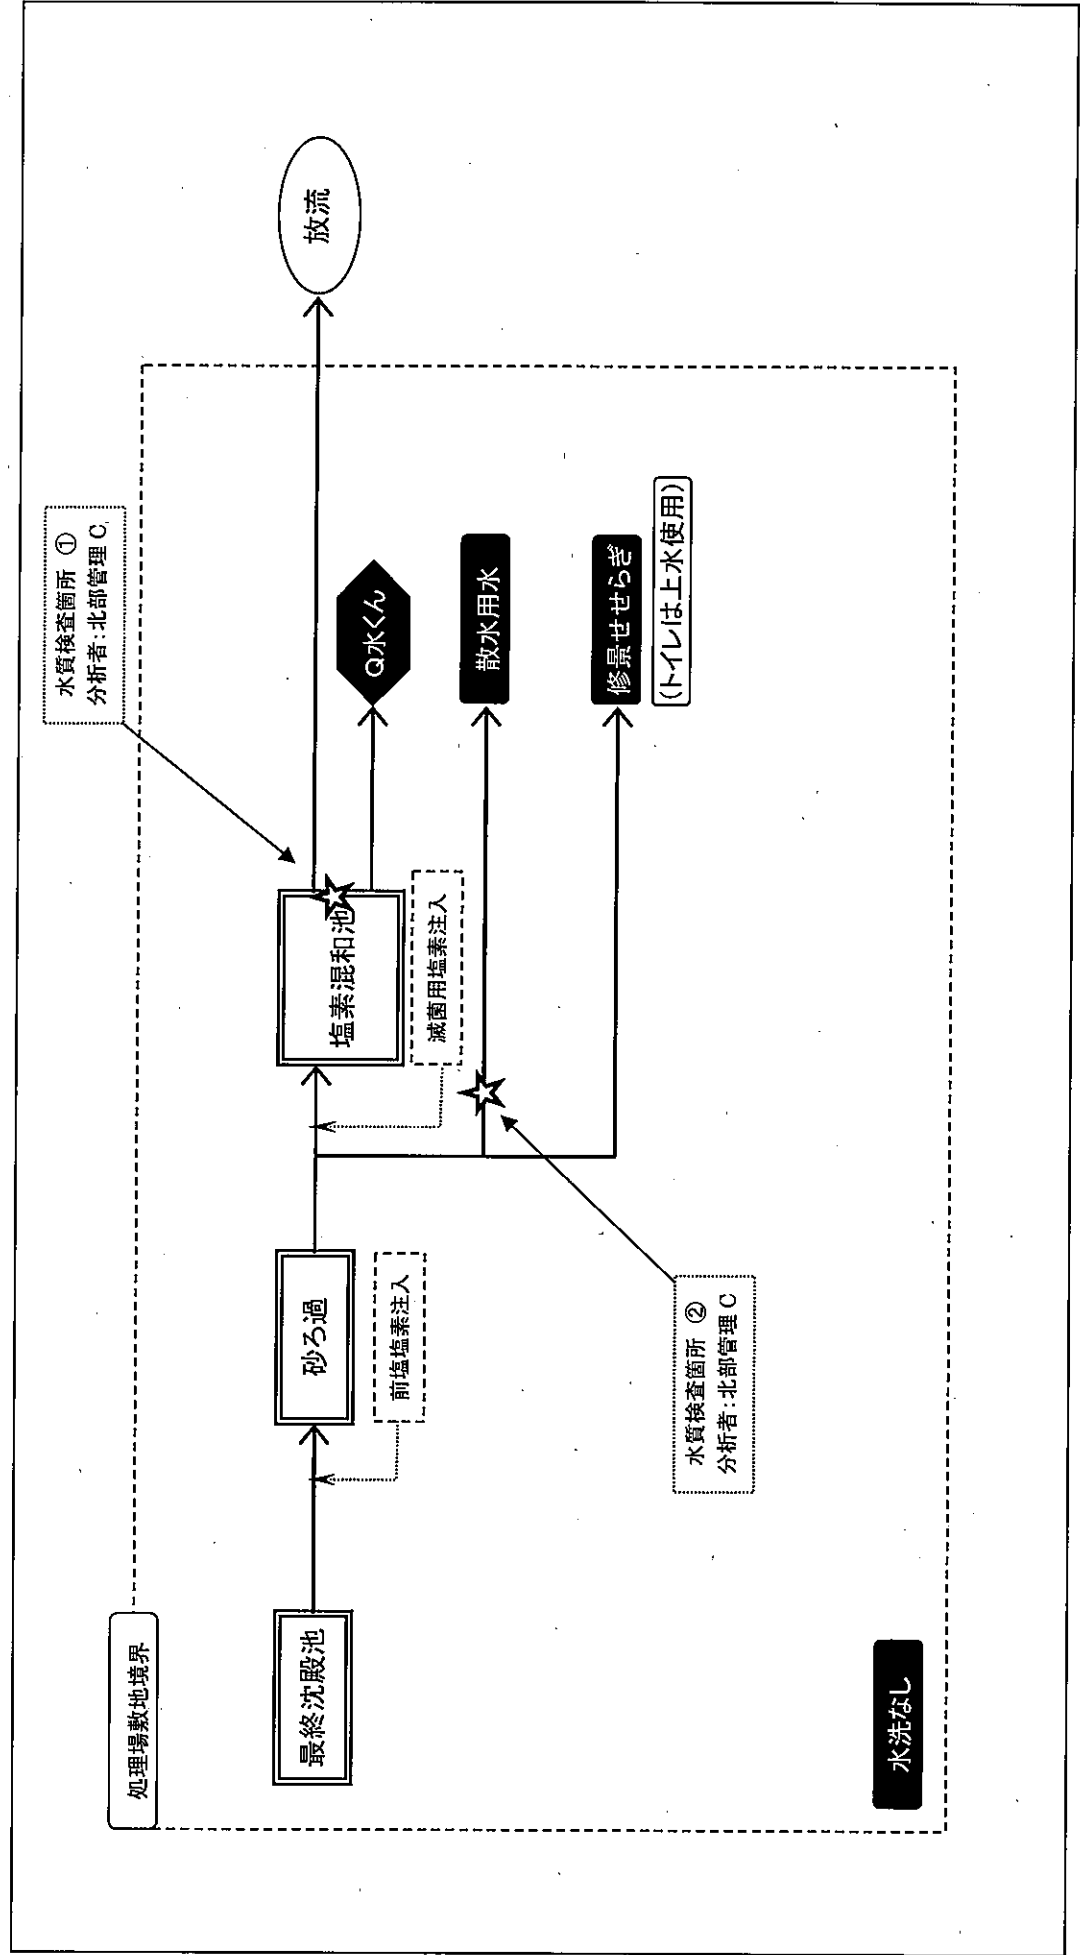 処理場敷地境界
水質検査箇所 ①
分析者:北部管理C
最終沈殿池
砂ろ過
塩素混和池
放流
前塩塩素注入
滅菌用塩素注入
Q水くん
散水用水
修景せせらぎ
(トイレは上水使用)
水質検査箇所 ②
分析者:北部管理C
水洗なし